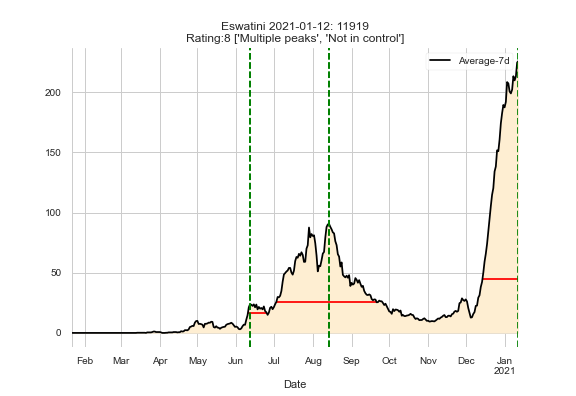 Eswatini 2021-01-12: 11919
Rating:8 ['Multiple peaks', 'Not in control']
Average-7d
200
150
100
50
0
Feb Mar Apr May Jun Jul Aug Sep Oct Nov Dec Jan
2021
Date